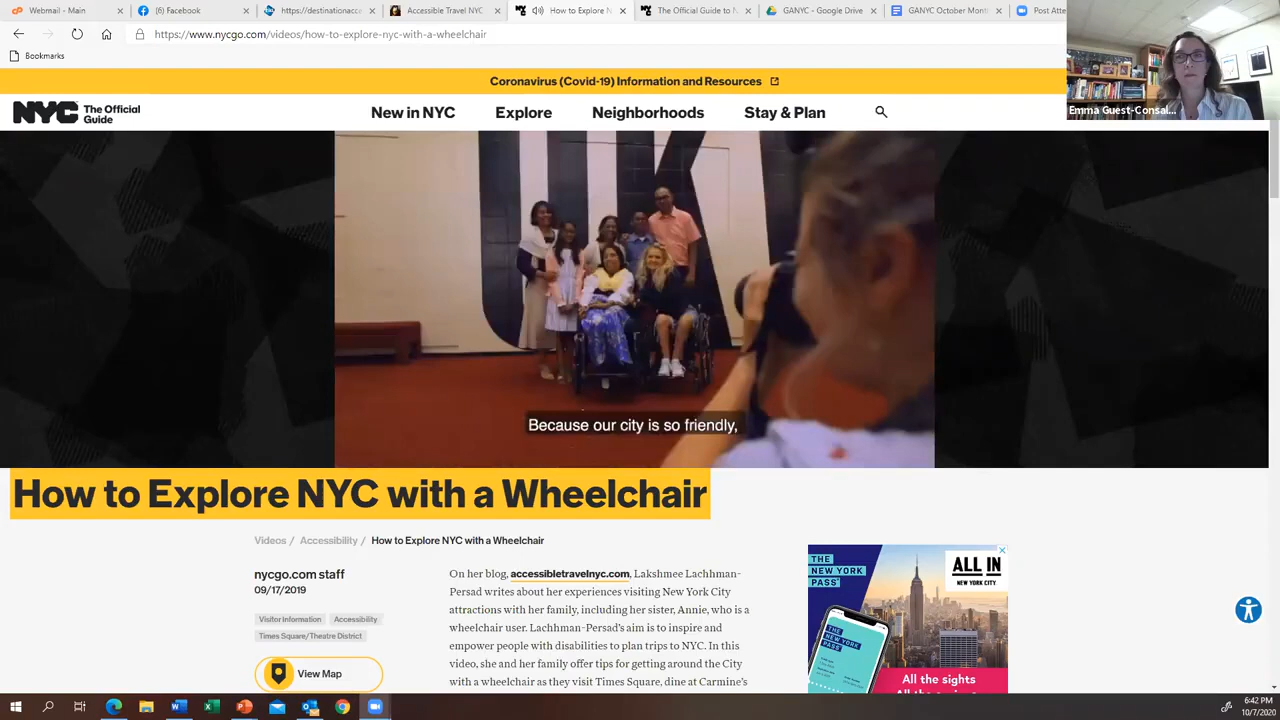 Webmail - Main
(6) Facebook
https://destinationacce
Accessible Travel NYC
How to Explore N
The Official Guide to N
GANYC - Google Drive
GANYC October Mont
Post Atte
https://www.nycgo.com/videos/how-to-explore-nyc-with-a-wheelchair
Bookmarks
Emma Guest-Consal...
Coronavirus (Covid-19) Information and Resources
NYC The Official
Guide
New in NYC
Explore
Neighborhoods
Stay & Plan
UK
Because our city is so friendly,
How to Explore NYC with a Wheelchair
Videos / Accessibility / How to Explore NYC with a Wheelchair
nycgo.com staff
09/17/2019
Visitor Information
Accessibility
Times Square/Theatre District
View Map
On her blog, accessibletravelnyc.com, Lakshmee Lachhman-
Persad writes about her experiences visiting New York City
attractions with her family, including her sister, Annie, who is a
wheelchair user. Lachhman-Persad's aim is to inspire and
empower people with disabilities to plan trips to NYC. In this
video, she and her family offer tips for getting around the City
with a wheelchair as they visit Times Square, dine at Carmine's
THE
NEW YORK
PASS
ALL IN
NEW YORK CITY
THE
NEW YORK
PASS
All the sights
6:42 PM
10/7/2020